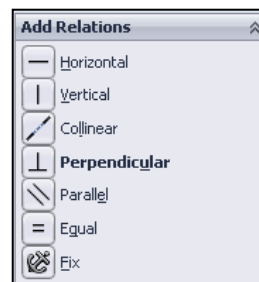 Add Relations
Horizontal
Vertical
Collinear
Perpendicular
Parallel
Equal
Fix